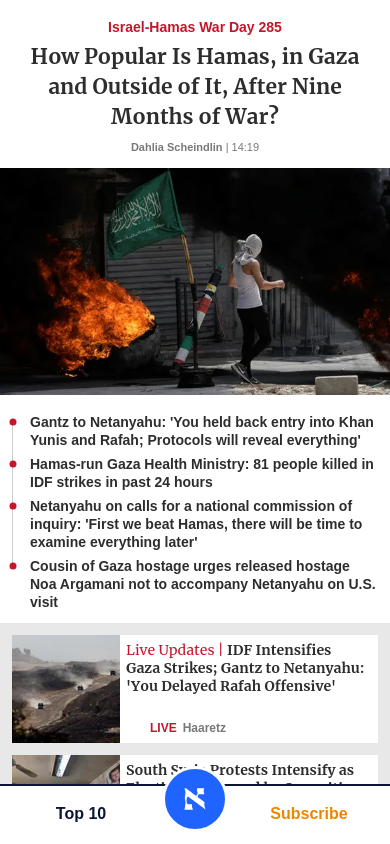 Israel-Hamas War Day 285
How Popular Is Hamas, in Gaza
and Outside of It, After Nine
Months of War?
Dahlia Scheindlin | 14:19
Gantz to Netanyahu: 'You held back entry into Khan
Yunis and Rafah; Protocols will reveal everything'
Hamas-run Gaza Health Ministry: 81 people killed in
IDF strikes in past 24 hours
Netanyahu on calls for a national commission of
inquiry: 'First we beat Hamas, there will be time to
examine everything later'
Cousin of Gaza hostage urges released hostage
Noa Argamani not to accompany Netanyahu on U.S.
visit
Live Updates | IDF Intensifies
Gaza Strikes; Gantz to Netanyahu:
'You Delayed Rafah Offensive'
LIVE Haaretz
South Syria Protests Intensify as
Top 10
Subscribe